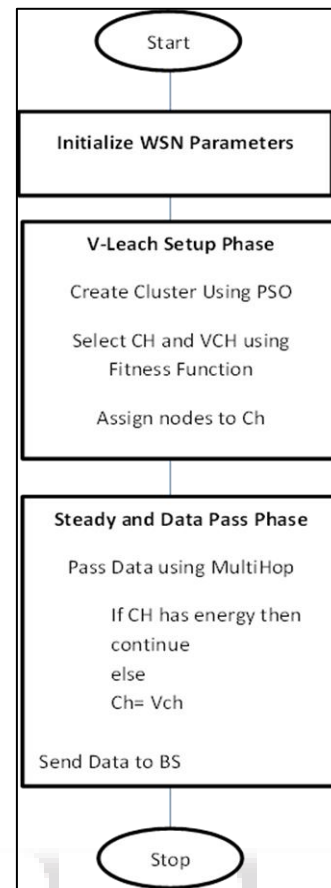 Start
Initialize WSN Parameters
V-Leach Setup Phase
Create Cluster Using PSO
Select CH and VCH using
Fitness Function
Assign nodes to Ch
Steady and Data Pass Phase
Pass Data using MultiHop
If CH has energy then
continue
else
Ch= Vch
Send Data to BS
Stop